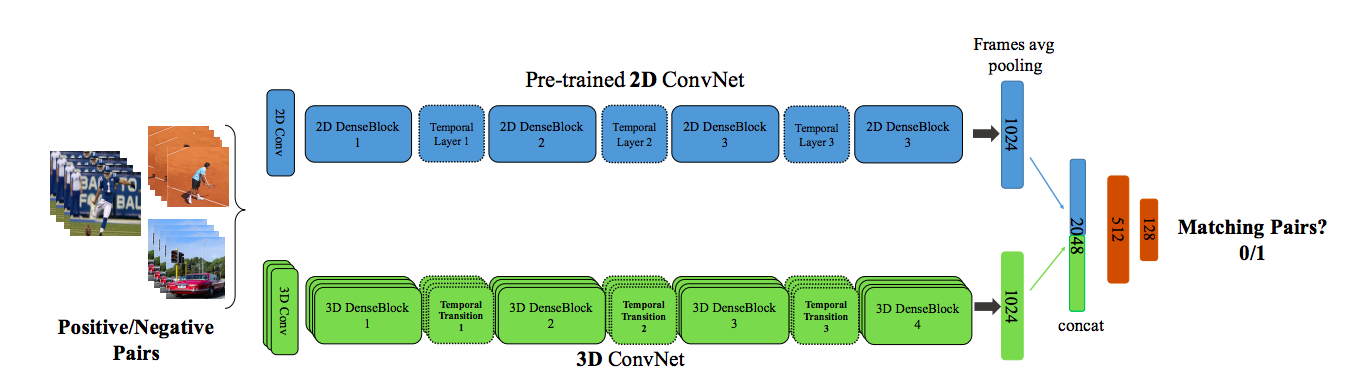 Frames avg
pooling
Pre-trained 2D ConvNet
2D Conv
2D DenseBlock
1
Temporal
Layer 1
2D DenseBlock
2
Temporal
Layer 2
2D DenseBlock
3
Temporal
Layer 3
2D DenseBlock
3
1024
2048
512
128
Matching Pairs?
0/1
concat
Positive/Negative
Pairs
3D Conv
3D DenseBlock
1
Temporal
Transition
1
3D DenseBlock
2
Temporal
Transition
2
3D DenseBlock
3
Temporal
Transition
3
3D DenseBlock
4
1024
3D ConvNet